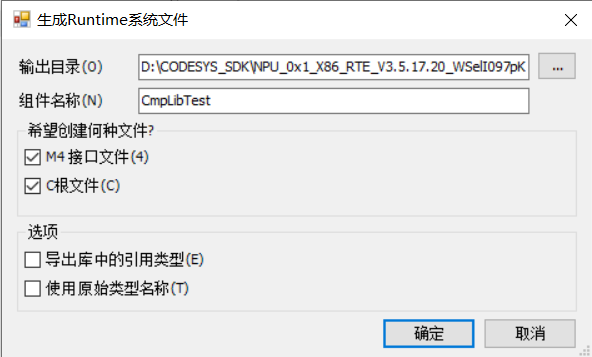 生成Runtime系统文件
输出目录(O) D:\CODESYS_SDK\NPU_0x1_X86_RTE_V3.5.17.20_WSelI097pK ...
组件名称(N) CmpLibTest
希望创建何种文件?
M4 接口文件(4)
C根文件(C)
选项
导出库中的引用类型(E)
使用原始类型名称(T)
确定 取消